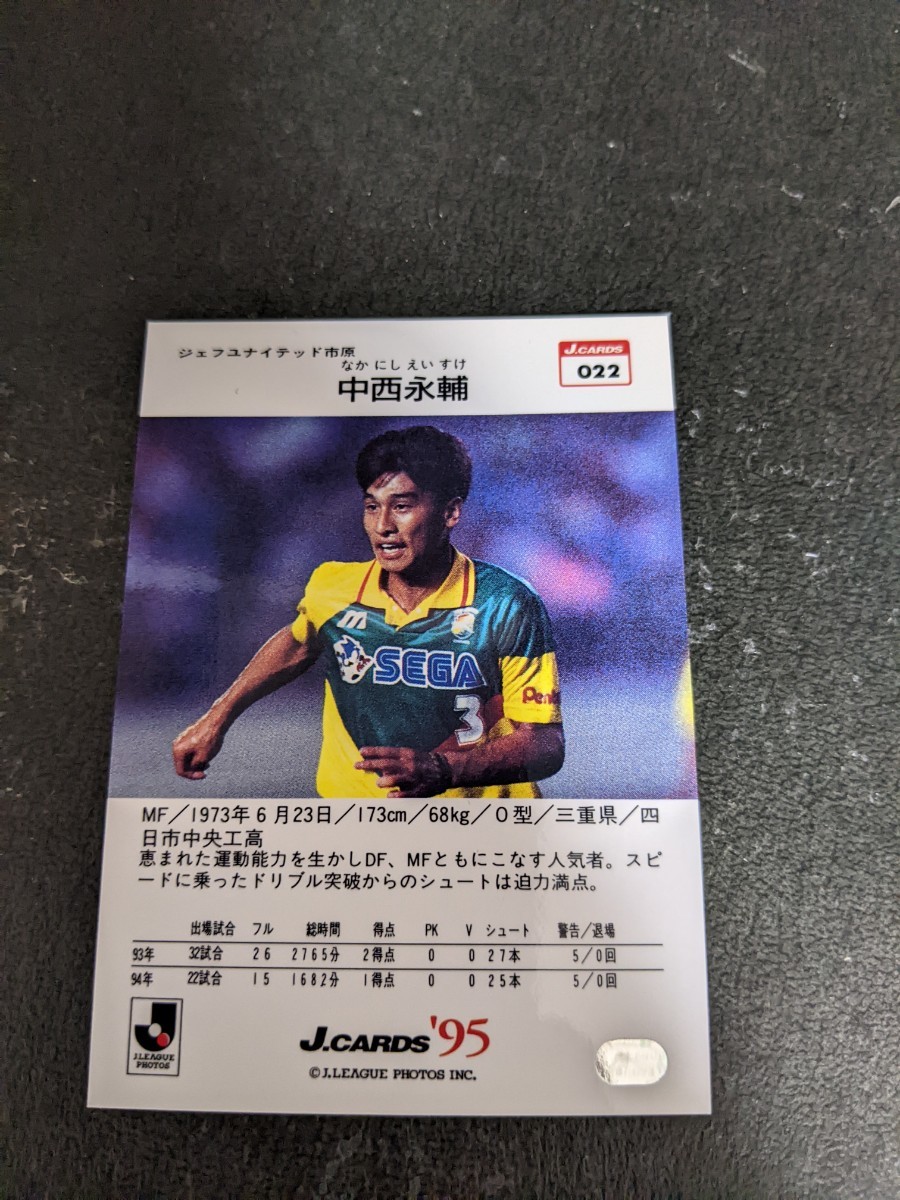 ジェフユナイテッド市原
なか にし えい すけ
中西永輔
J.CARDS
022
SEGA
3
MF／1973年6月23日／173cm／68kg／O型／三重県／四
日市中央工高
恵まれた運動能力を生かしDF、MFともにこなす人気者。スピ
ードに乗ったドリブル突破からのシュートは迫力満点。
出場試合 フル 総時間 得点 PK V シュート 警告／退場
93年 32試合 26 2765分 2得点 0 0 27本 5／0回
94年 22試合 15 1682分 1得点 0 0 25本 5／0回
J.LEAGUE
PHOTOS
J.CARDS '95
©J.LEAGUE PHOTOS INC.